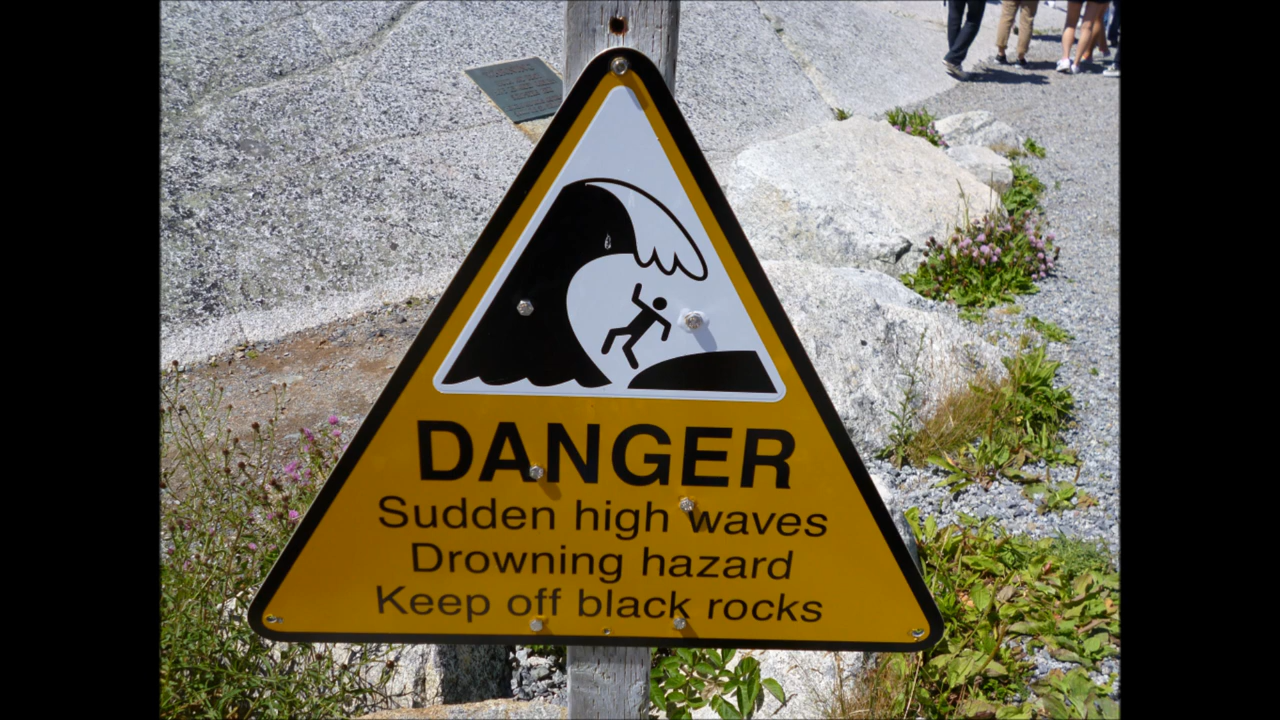 DANGER
Sudden high waves
Drowning hazard
Keep off black rocks